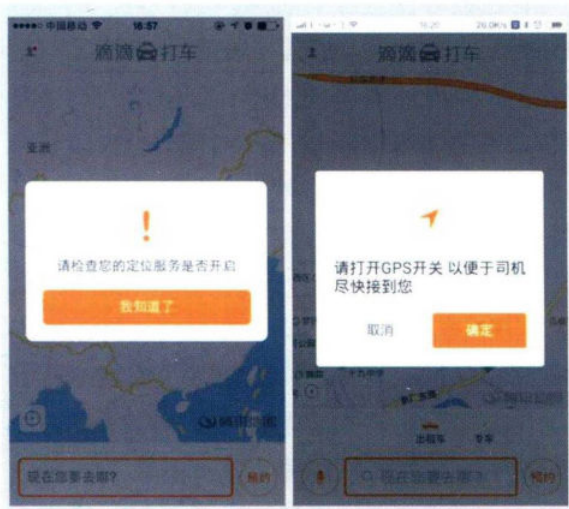 中国移动
16:57
滴滴打车
亚洲
请检查您的定位服务是否开启
我知道了
现在您要去哪?
预约
16:20
20.0K/s
滴滴打车
请打开GPS开关 以便于司机
尽快接到您
取消
确定
出租车
专车
现在您要去哪?
预约